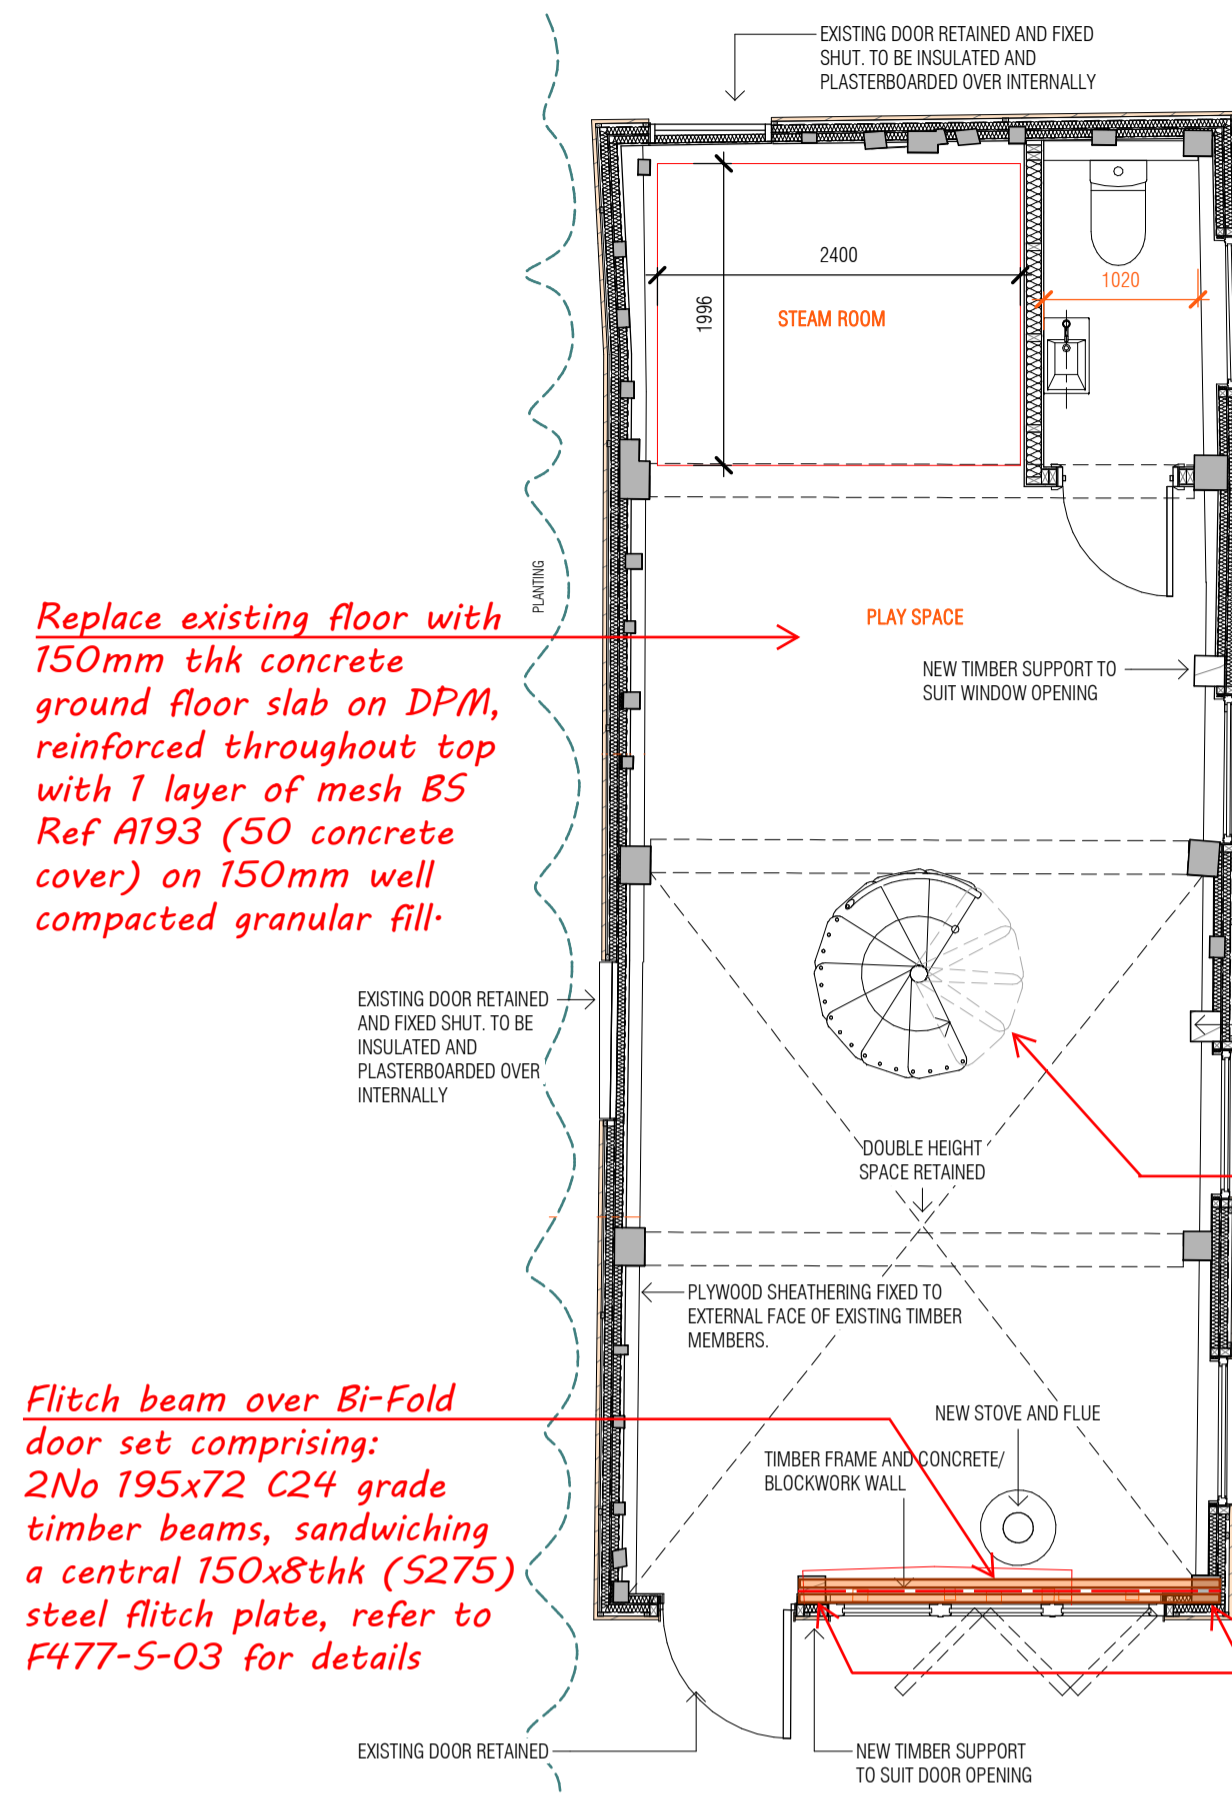 EXISTING DOOR RETAINED AND FIXED
SHUT. TO BE INSULATED AND
PLASTERBOARDED OVER INTERNALLY
2400
1996
STEAM ROOM
1020
PLANTING
Replace existing floor with
150mm thk concrete
ground floor slab on DPM,
reinforced throughout top
with 1 layer of mesh BS
Ref A193 (50 concrete
cover) on 150mm well
compacted granular fill.
PLAY SPACE
NEW TIMBER SUPPORT TO
SUIT WINDOW OPENING
EXISTING DOOR RETAINED
AND FIXED SHUT. TO BE
INSULATED AND
PLASTERBOARDED OVER
INTERNALLY
DOUBLE HEIGHT
SPACE RETAINED
PLYWOOD SHEATHERING FIXED TO
EXTERNAL FACE OF EXISTING TIMBER
MEMBERS.
Flitch beam over Bi-Fold
door set comprising:
2No 195x72 C24 grade
timber beams, sandwiching
a central 150x8thk (S275)
steel flitch plate, refer to
F477-S-03 for details
NEW STOVE AND FLUE
TIMBER FRAME AND CONCRETE/
BLOCKWORK WALL
EXISTING DOOR RETAINED
NEW TIMBER SUPPORT
TO SUIT DOOR OPENING